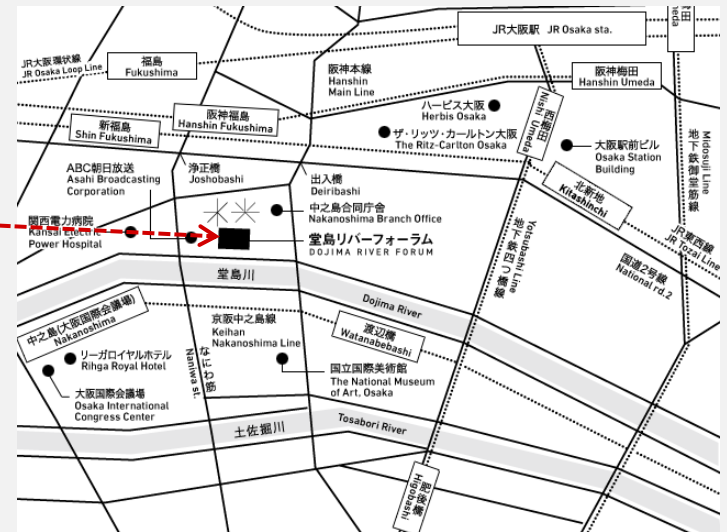 JR大阪駅 JR Osaka sta.
JR大阪環状線
JR Osaka Loop Line
福島
Fukushima
阪神本線
Hanshin
Main Line
阪神梅田
Hanshin Umeda
田
Umeda
新福島
Shin Fukushima
阪神福島
Hanshin Fukushima
ハービス大阪
Herbis Osaka
ザ・リッツ・カールトン大阪
The Ritz-Carlton Osaka
西梅田
Nishi Umeda
大阪駅前ビル
Osaka Station
Building
Midosuji Line
地下鉄御堂筋線
ABC朝日放送
Asahi Broadcasting
Corporation
浄正橋
Joshobashi
出入橋
Deiribashi
北新地
Kitashinchi
関西電力病院
Kansai Electric
Power Hospital
中之島合同庁舎
Nakanoshima Branch Office
堂島リバーフォーラム
DOJIMA RIVER FORUM
Yotsubashi Line
地下鉄四つ橋線
JR東西線
JR Tozai Line
国道2号線
National rd.2
堂島川
Dojima River
中之島(大阪国際会議場)
Nakanoshima
京阪中之島線
Keihan
Nakanoshima Line
渡辺橋
Watanabebashi
リーガロイヤルホテル
Rihga Royal Hotel
なにわ筋
Naniwa st.
国立国際美術館
The National Museum
of Art, Osaka
大阪国際会議場
Osaka International
Congress Center
土佐掘川
Tosabori River
肥後橋
Higobashi